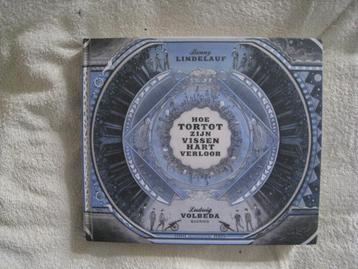 Benny
LINDELAUF
HOE
TORTOT
ZIJN
VISSEN
HART
VERLOOR
Ludwig
VOLBEDA